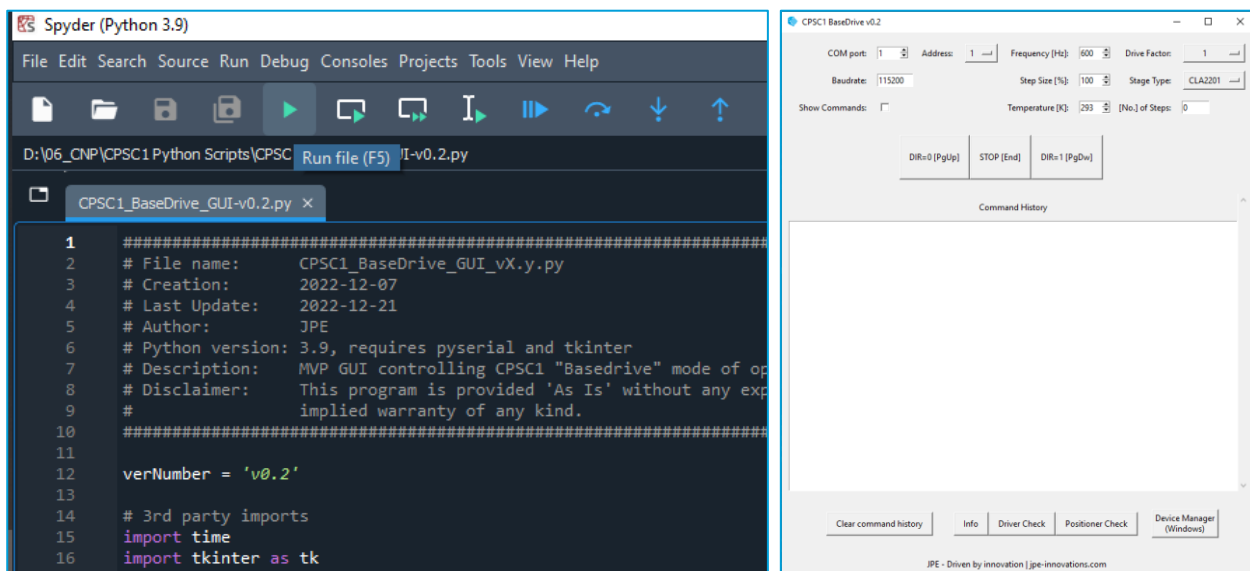 Spyder (Python 3.9)
File Edit Search Source Run Debug Consoles Projects Tools View Help
D:\06_CNP\CPSC1 Python Scripts\CPSC I-v0.2.py
Run file (F5)
CPSC1_BaseDrive_GUI-v0.2.py ×
1 ##################################################################
2 # File name: CPSC1_BaseDrive_GUI_vX.y.py
3 # Creation: 2022-12-07
4 # Last Update: 2022-12-21
5 # Author: JPE
6 # Python version: 3.9, requires pyserial and tkinter
7 # Description: MVP GUI controlling CPSC1 "Basedrive" mode of op
8 # Disclaimer: This program is provided 'As Is' without any exp
9 # implied warranty of any kind.
10 ##################################################################
11
12 verNumber = 'v0.2'
13
14 # 3rd party imports
15 import time
16 import tkinter as tk
CPSC1 BaseDrive v0.2
COM port: 1 Address: 1 Frequency [Hz]: 600 Drive Factor: 1
Baudrate: 115200 Step Size [%]: 100 Stage Type: CLA2201
Show Commands: Temperature [K]: 293 [No.] of Steps: 0
DIR=0 [PgUp] STOP [End] DIR=1 [PgDw]
Command History
Clear command history Info Driver Check Positioner Check Device Manager
(Windows)
JPE - Driven by innovation | jpe-innovations.com